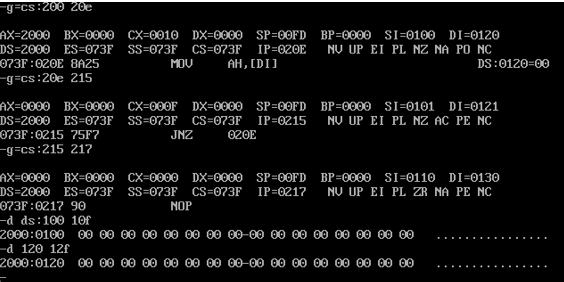 -g=cs:200 20e
AX=2000  BX=0000  CX=0010  DX=0000  SP=00FD  BP=0000  SI=0100  DI=0120
DS=2000  ES=073F  SS=073F  CS=073F  IP=020E   NV UP EI PL NZ NA PO NC
073F:020E 8A25          MOV     AH,[DI]                            DS:0120=00
-g=cs:20e 215
AX=0000  BX=0000  CX=000F  DX=0000  SP=00FD  BP=0000  SI=0101  DI=0121
DS=2000  ES=073F  SS=073F  CS=073F  IP=0215   NV UP EI PL NZ AC PE NC
073F:0215 75F7          JNZ     020E
-g=cs:215 217
AX=0000  BX=0000  CX=0000  DX=0000  SP=00FD  BP=0000  SI=0110  DI=0130
DS=2000  ES=073F  SS=073F  CS=073F  IP=0217   NV UP EI PL ZR NA PE NC
073F:0217 90            NOP
-d ds:100 10f
2000:0100  00 00 00 00 00 00 00 00-00 00 00 00 00 00 00 00   ................
-d 120 12f
2000:0120  00 00 00 00 00 00 00 00-00 00 00 00 00 00 00 00   ................
-